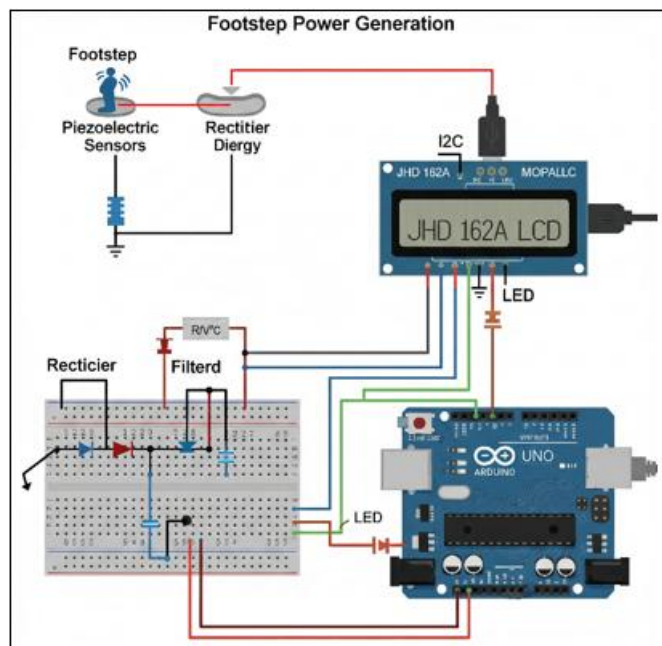 Footstep Power Generation
Footstep
Piezoelectric
Sensors
Rectitier
Diergy
I2C
JHD 162A
MOPALLC
JHD 162A LCD
LED
R/V°C
Recticier
Filterd
LED
UNO
ARDUINO